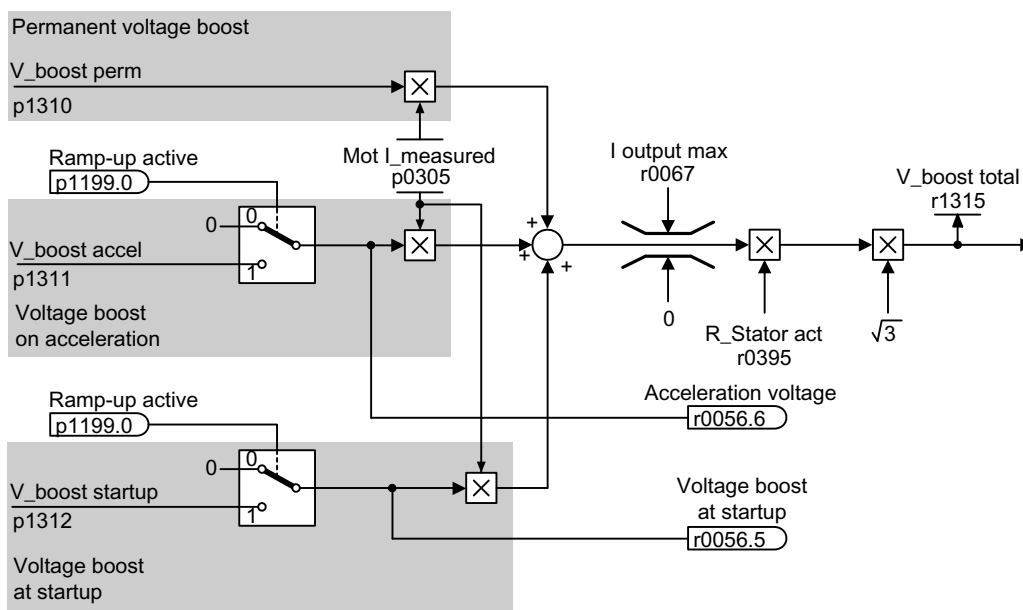 Permanent voltage boost
V_boost perm
p1310
Ramp-up active
p1199.0
Mot I_measured
p0305
I output max
r0067
V_boost total
r1315
0
0
V_boost accel
p1311
1
Voltage boost
on acceleration
+
+
+
0
R_Stator act
r0395
√3
Ramp-up active
p1199.0
Acceleration voltage
r0056.6
0
0
V_boost startup
p1312
1
Voltage boost
at startup
r0056.5
Voltage boost
at startup